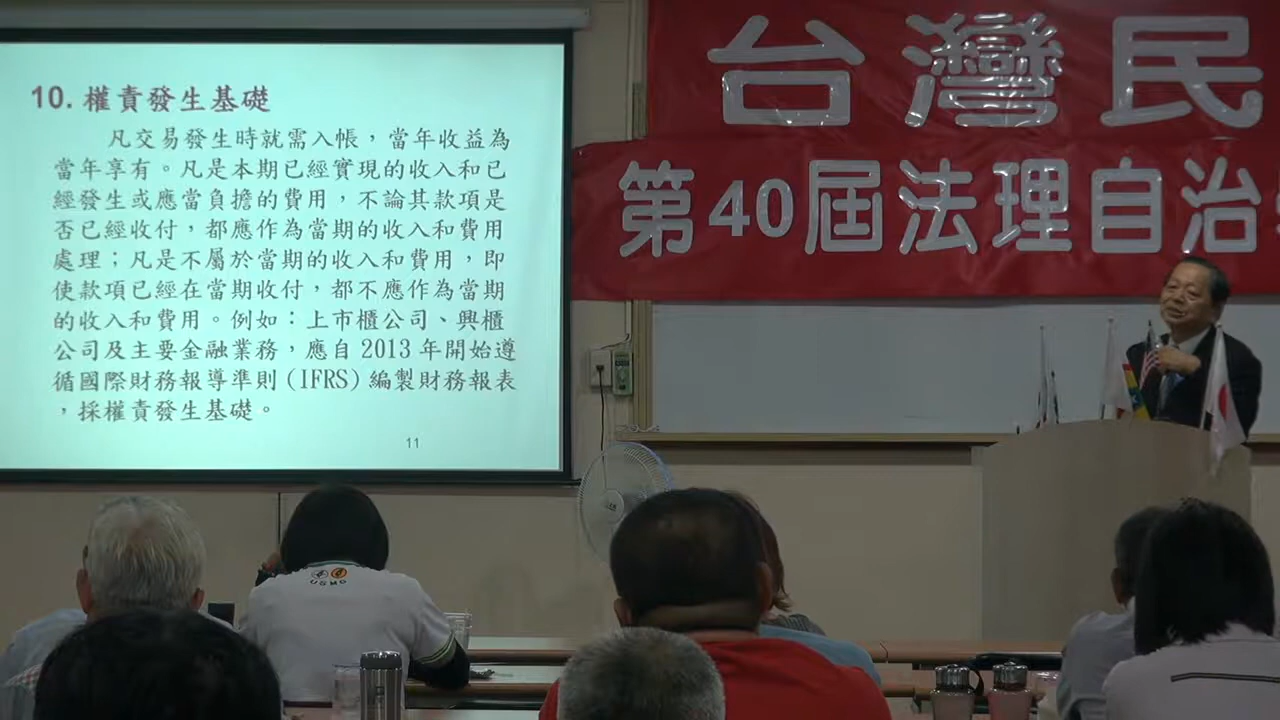 10. 權責發生基礎
凡交易發生時就需入帳，當年收益為
當年享有。凡是本期已經實現的收入和已
經發生或應當負擔的費用，不論其款項是
否已經收付，都應作為當期的收入和費用
處理；凡是不屬於當期的收入和費用，即
使款項已經在當期收付，都不應作為當期
的收入和費用。例如：上市櫃公司、興櫃
公司及主要金融業務，應自 2013 年開始遵
循國際財務報導準則 (IFRS) 編製財務報表
，採權責發生基礎。
11
台灣民
第40屆法理自治
USMG